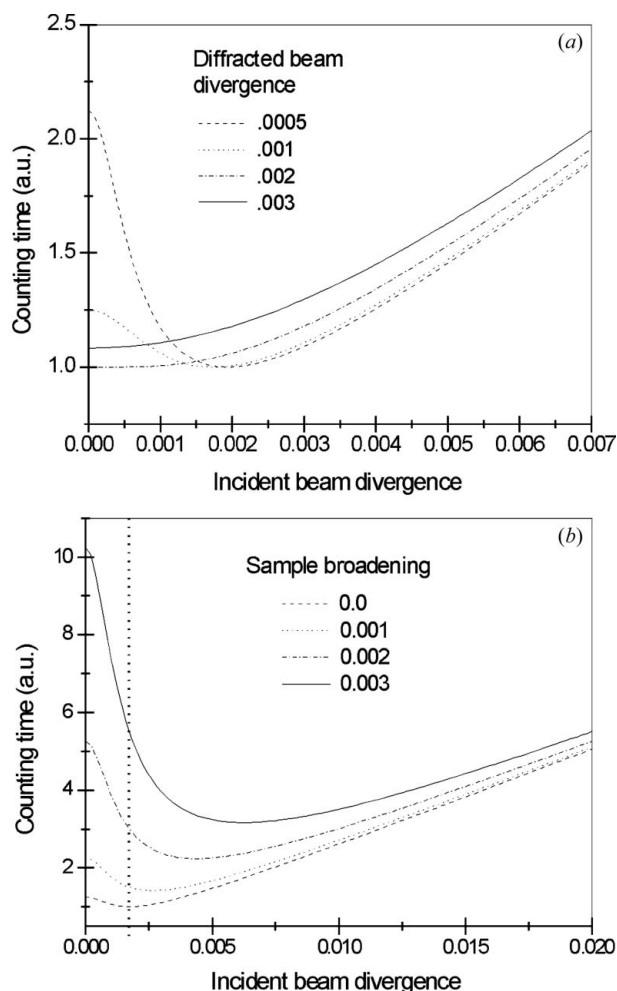 (a)
2.5
2.0
1.5
1.0
Counting time (a.u.)
Diffracted beam
divergence
.0005
.001
.002
.003
0.000 0.001 0.002 0.003 0.004 0.005 0.006 0.007
Incident beam divergence
(b)
10
8
6
4
2
Counting time (a.u.)
Sample broadening
0.0
0.001
0.002
0.003
0.000 0.005 0.010 0.015 0.020
Incident beam divergence